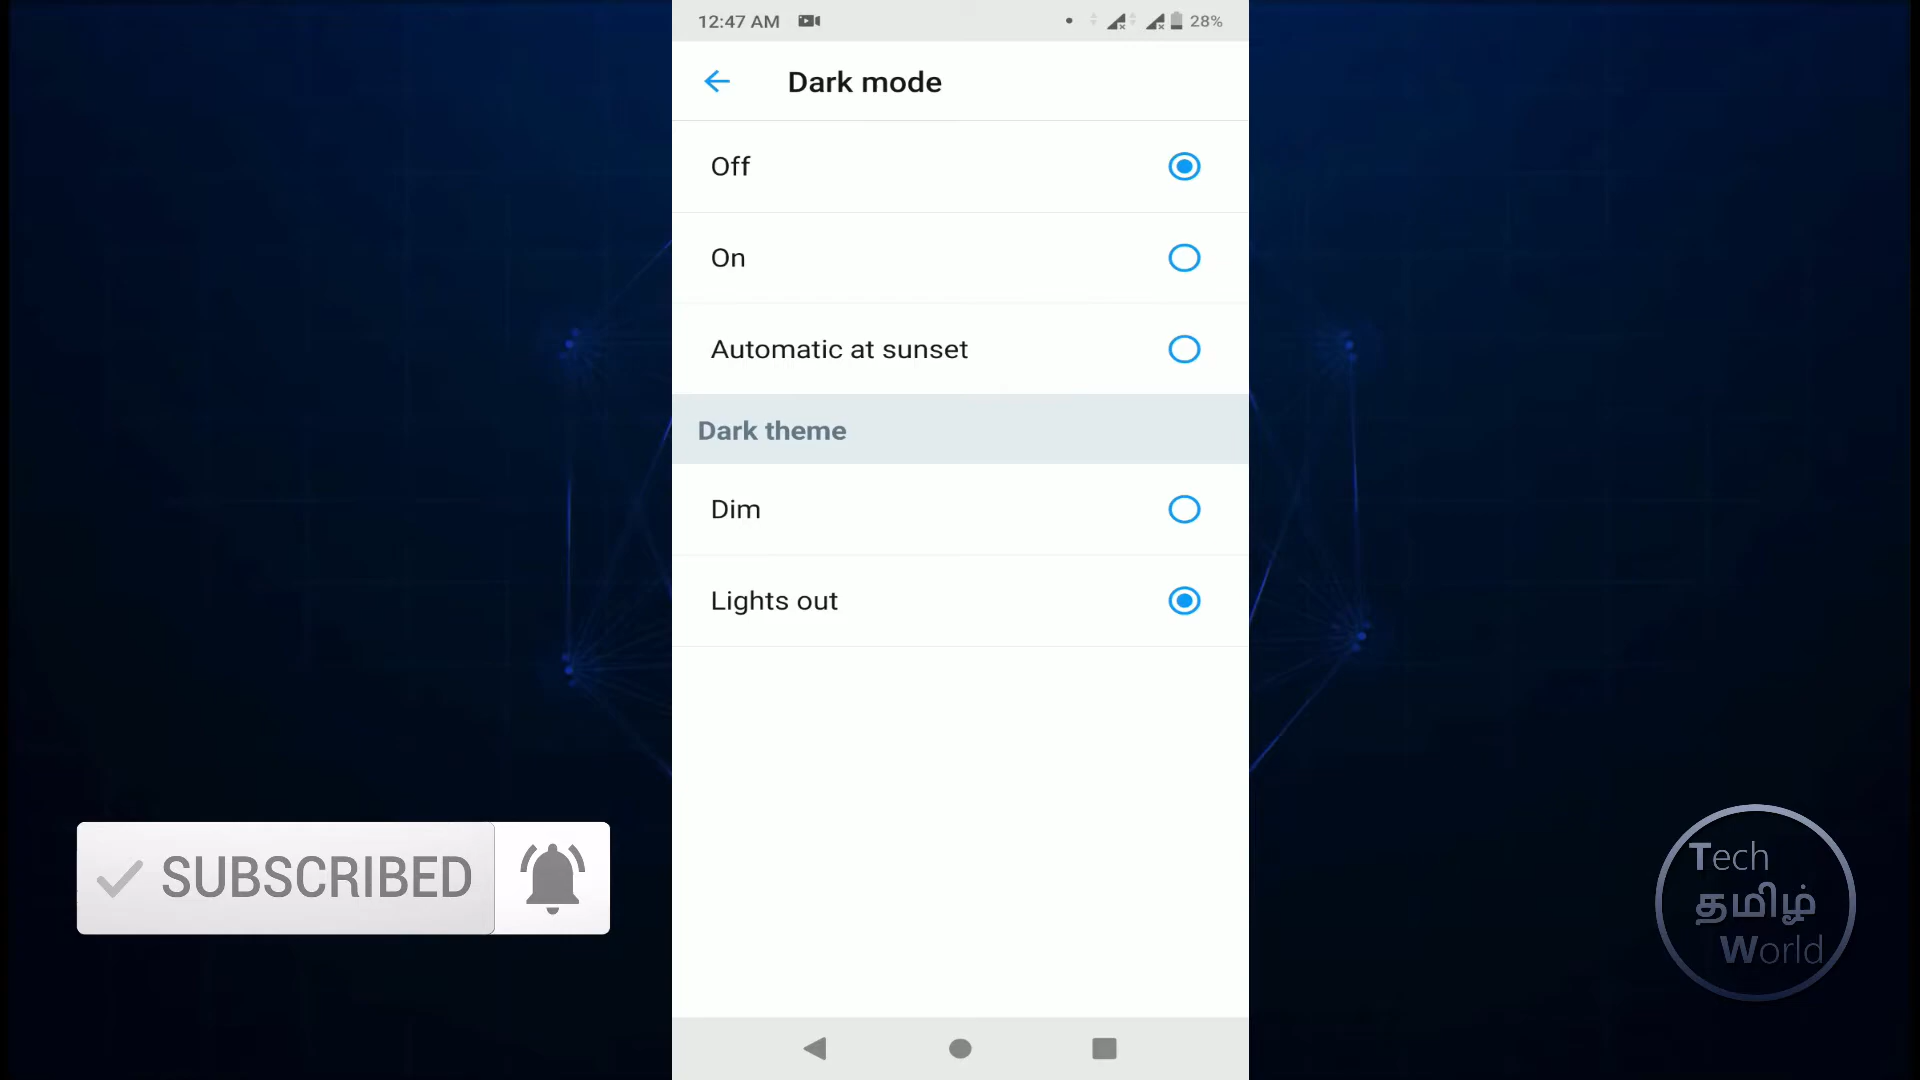 12:47 AM
28%
Dark mode
Off
On
Automatic at sunset
Dark theme
Dim
Lights out
SUBSCRIBED
Tech
தமிழ்
World